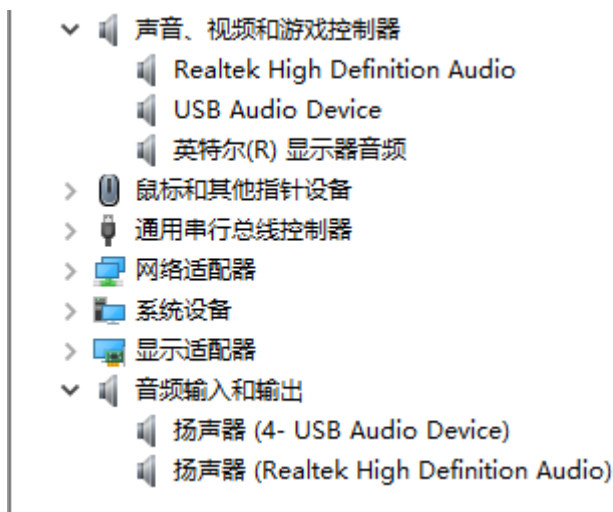 声音、视频和游戏控制器
Realtek High Definition Audio
USB Audio Device
英特尔(R) 显示器音频
鼠标和其他指针设备
通用串行总线控制器
网络适配器
系统设备
显示适配器
音频输入和输出
扬声器 (4- USB Audio Device)
扬声器 (Realtek High Definition Audio)